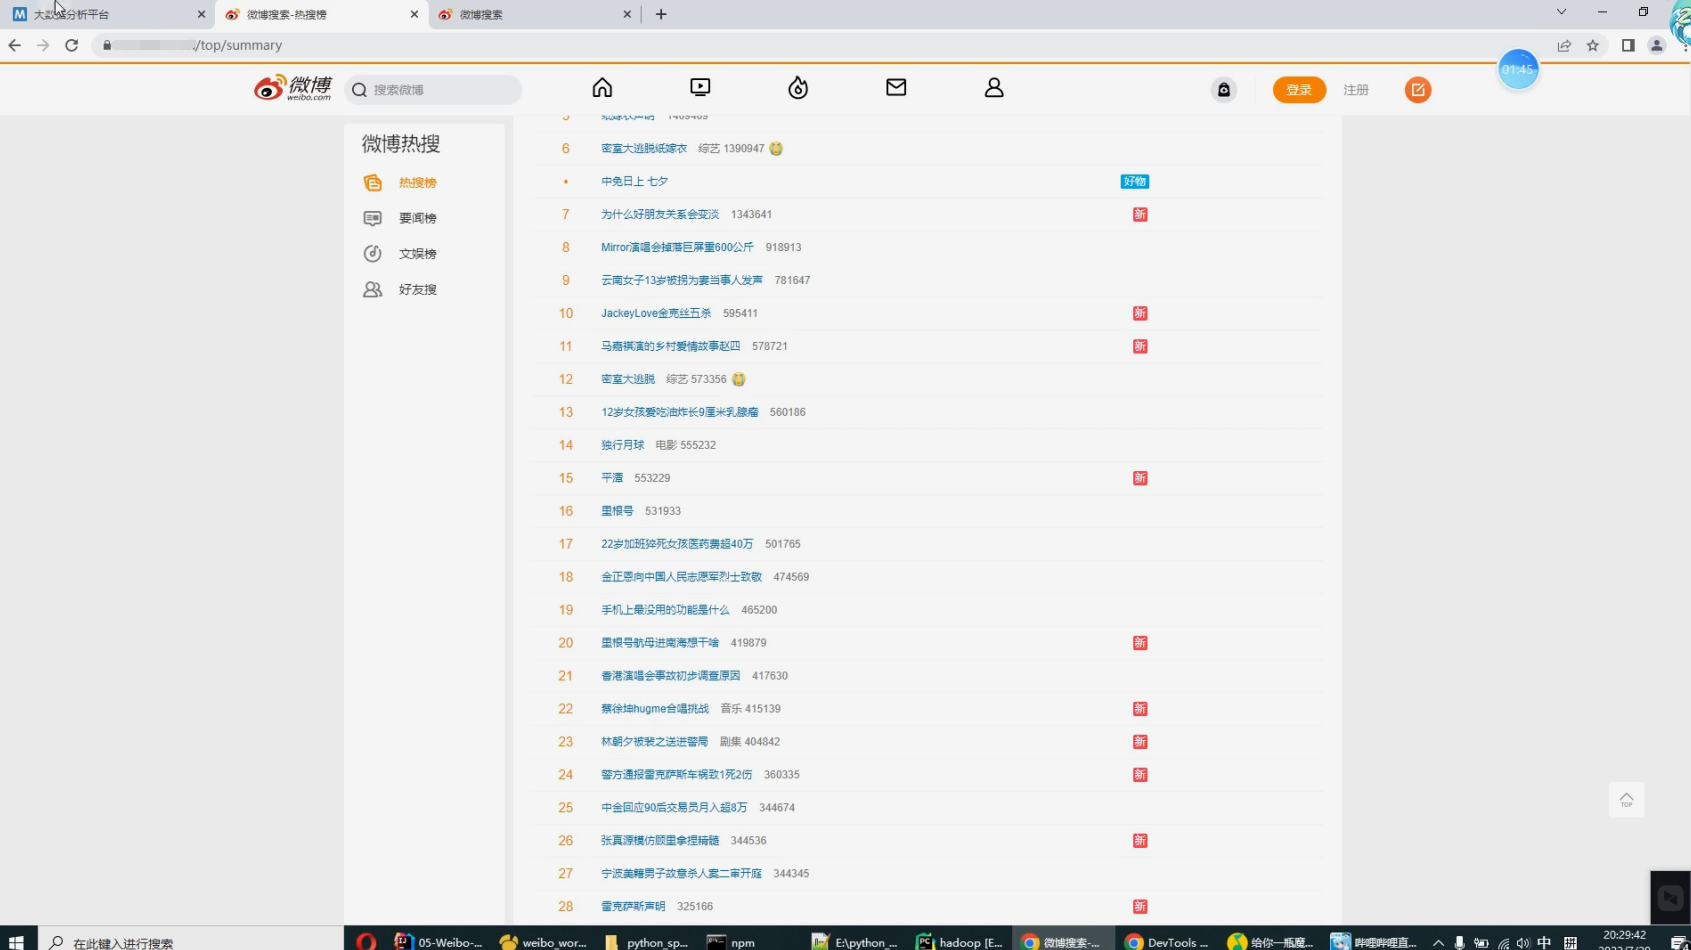 大数据分析平台
微博搜索-热搜榜
微博搜索
/top/summary
01:45
微博
weibo.com
搜索微博
登录
注册
微博热搜
热搜榜
要闻榜
文娱榜
好友搜
5 纸嫁衣声明 1469469
6 密室大逃脱纸嫁衣 综艺 1390947
• 中免日上 七夕 好物
7 为什么好朋友关系会变淡 1343641 新
8 Mirror演唱会掉落巨屏重600公斤 918913
9 云南女子13岁被拐为妻当事人发声 781647
10 JackeyLove金克丝五杀 595411 新
11 马嘉祺演的乡村爱情故事赵四 578721 新
12 密室大逃脱 综艺 573356
13 12岁女孩爱吃油炸长9厘米乳腺瘤 560186
14 独行月球 电影 555232
15 平潭 553229 新
16 里根号 531933
17 22岁加班猝死女孩医药费超40万 501765
18 金正恩向中国人民志愿军烈士致敬 474569
19 手机上最没用的功能是什么 465200
20 里根号航母进南海想干啥 419879 新
21 香港演唱会事故初步调查原因 417630
22 蔡徐坤hugme合唱挑战 音乐 415139 新
23 林朝夕被裴之送进警局 剧集 404842 新
24 警方通报雷克萨斯车祸致1死2伤 360335 新
25 中金回应90后交易员月入超8万 344674
26 张真源模仿顾里拿捏精髓 344536 新
27 宁波美籍男子故意杀人案二审开庭 344345
28 雷克萨斯声明 325166 新
TOP
在此键入进行搜索
05-Weibo-...
weibo_wor...
python_sp...
npm
E:\python_...
hadoop [E...
微博搜索-...
DevTools ...
给你一瓶魔...
哔哩哔哩直...
中
拼
20:29:42